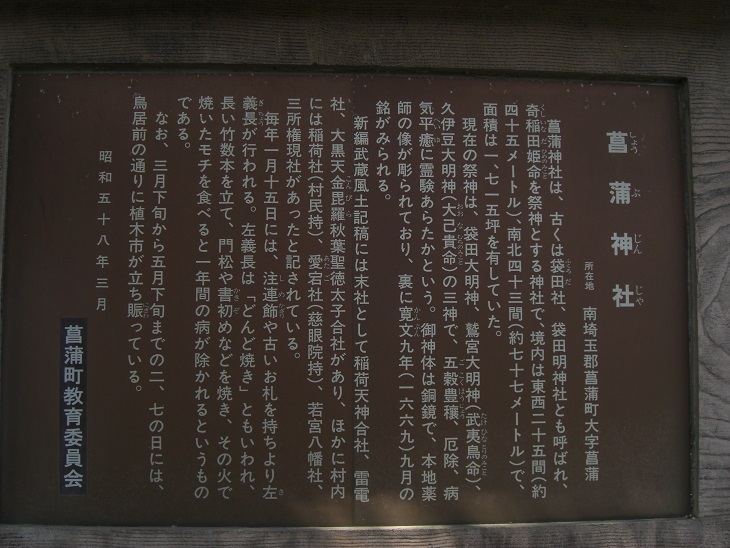 菖蒲神社
所在地 南埼玉郡菖蒲町大字菖蒲
菖蒲神社は、古くは袋田社、袋田明神社とも呼ばれ、
奇稲田姫命を祭神とする神社で、境内は東西二十五間(約
四十五メートル)、南北四十三間(約七十七メートル)で、
面積は一、七一五坪を有していた。
現在の祭神は、袋田大明神、鷲宮大明神(武夷鳥命)、
久伊豆大明神(大己貴命)の三神で、五穀豊穣、厄除、病
気平癒に霊験あらたかという。御神体は銅鏡で、本地薬
師の像が彫られており、裏に寛文九年(一六六九)九月の
銘がみられる。
新編武蔵風土記稿には末社として稲荷天神合社、雷電
社、大黒天金毘羅秋葉聖徳太子合社があり、ほかに村内
には稲荷社(村民持)、愛宕社(慈眼院持)、若宮八幡社、
三所権現社があったと記されている。
毎年一月十五日には、注連飾や古いお札を持ちより左
義長が行われる。左義長は「どんど焼き」ともいわれ、
長い竹数本を立て、門松や書初めなどを焼き、その火で
焼いたモチを食べると一年間の病が除かれるというもの
である。
なお、三月下旬から五月下旬までの二、七の日には、
鳥居前の通りに植木市が立ち賑っている。
昭和五十八年三月
菖蒲町教育委員会